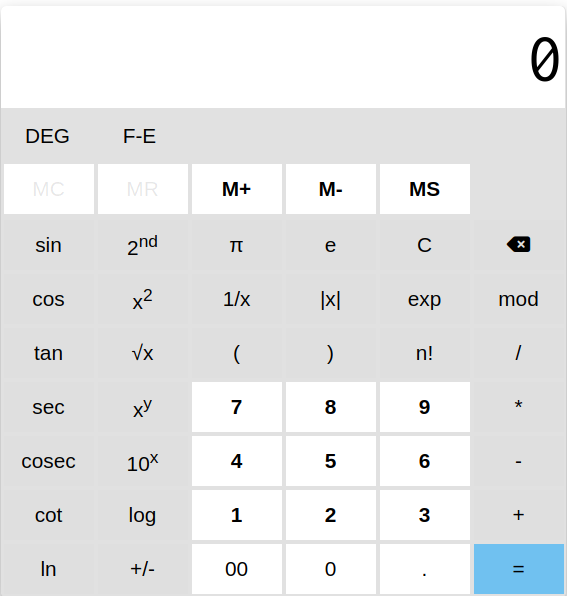 0
DEG F-E
MC MR M+ M- MS
sin 2nd π e C
cos x2 1/x |x| exp mod
tan √x ( ) n! /
sec xy 7 8 9 *
cosec 10x 4 5 6 -
cot log 1 2 3 +
ln +/- 00 0 . =